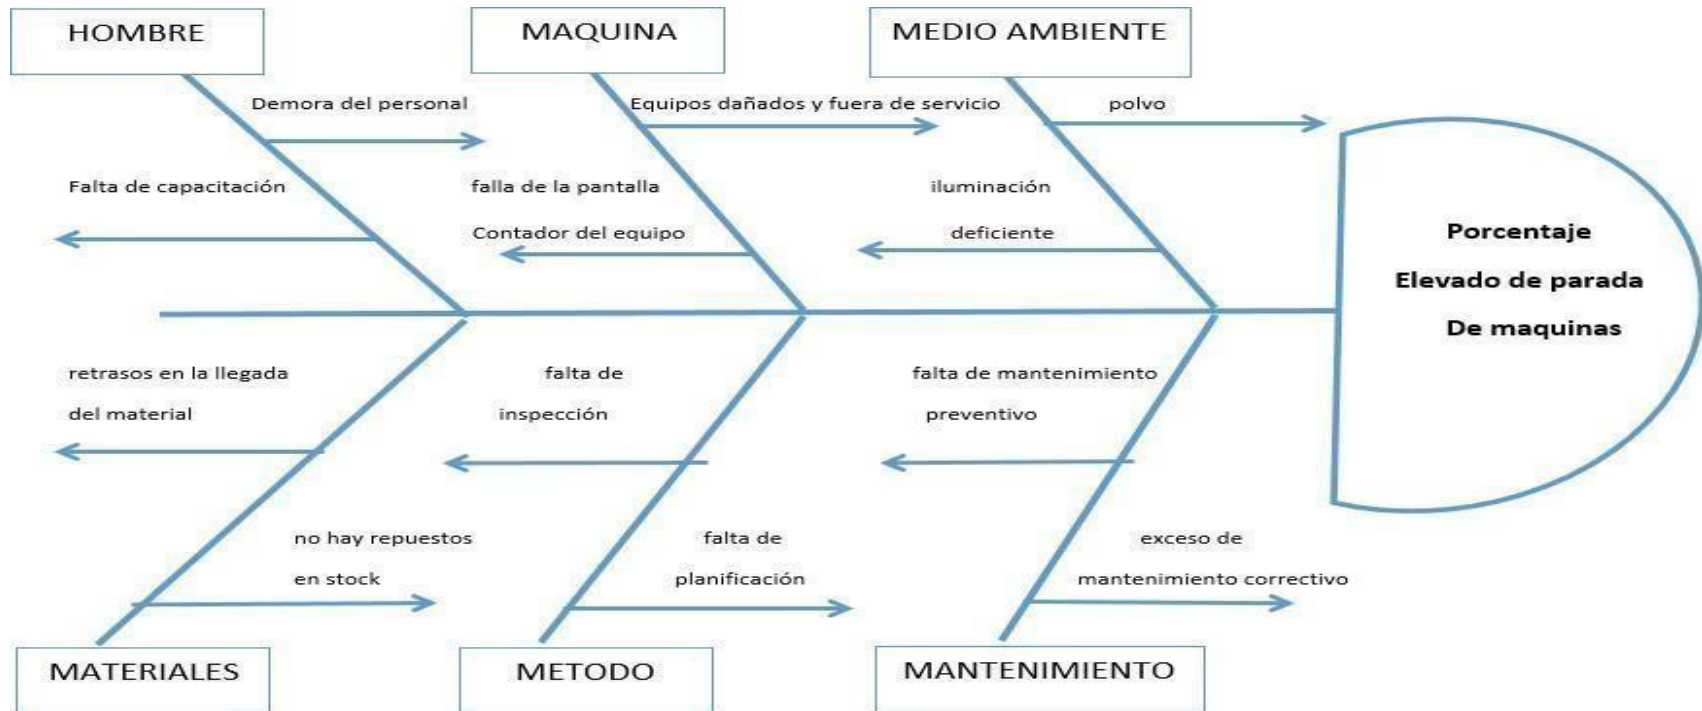 HOMBRE
MAQUINA
MEDIO AMBIENTE
Demora del personal
Equipos dañados y fuera de servicio
polvo
Falta de capacitación
falla de la pantalla
Contador del equipo
iluminación
deficiente
Porcentaje
Elevado de parada
De maquinas
retrasos en la llegada
del material
falta de
inspección
falta de mantenimiento
preventivo
no hay repuestos
en stock
falta de
planificación
exceso de
mantenimiento correctivo
MATERIALES
METODO
MANTENIMIENTO